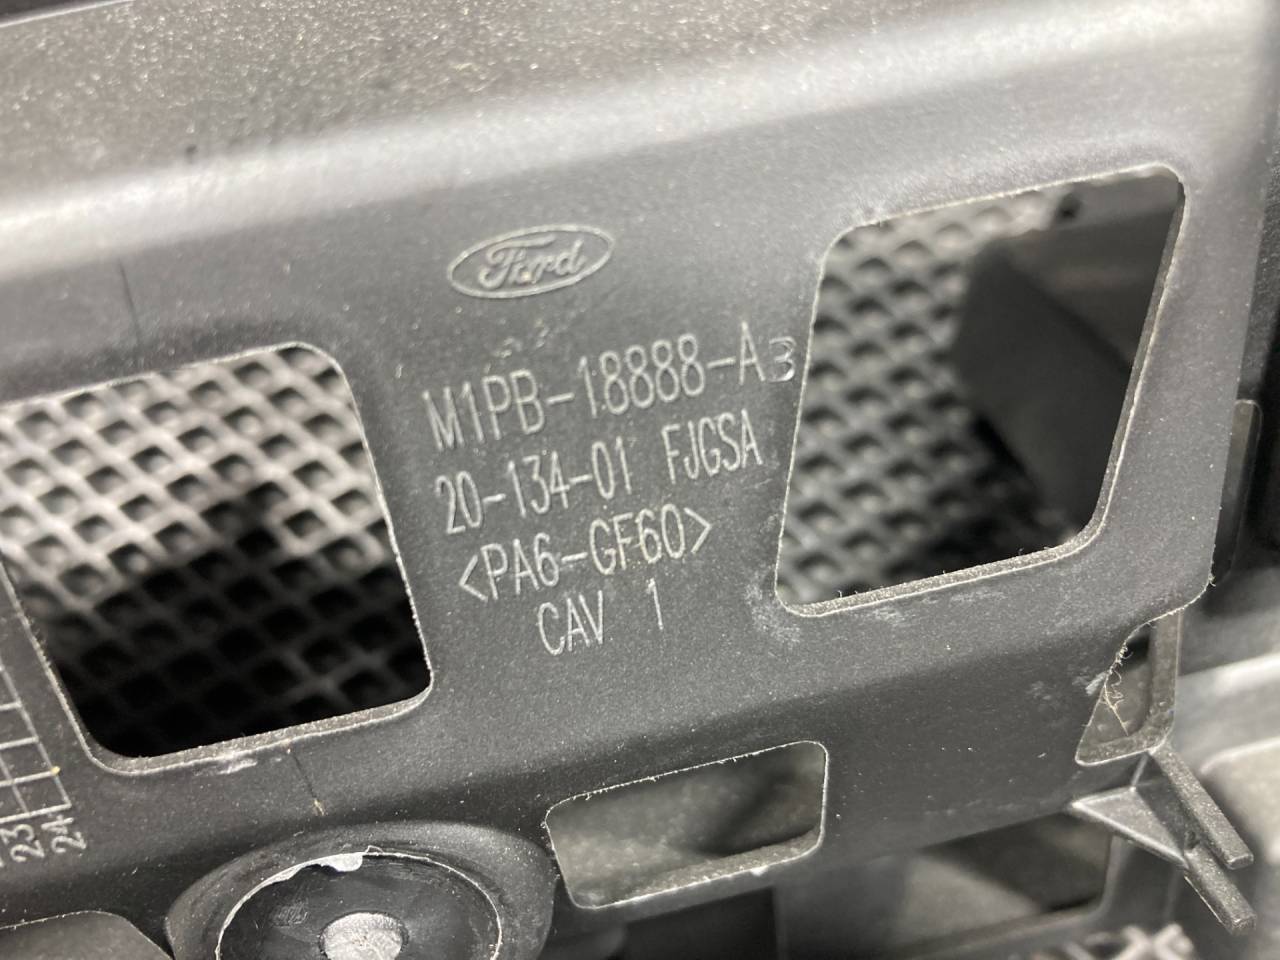 Ford
M1PB-18888-A3
20-134-01 FJGSA
<PA6-GF60>
CAV 1
23
24